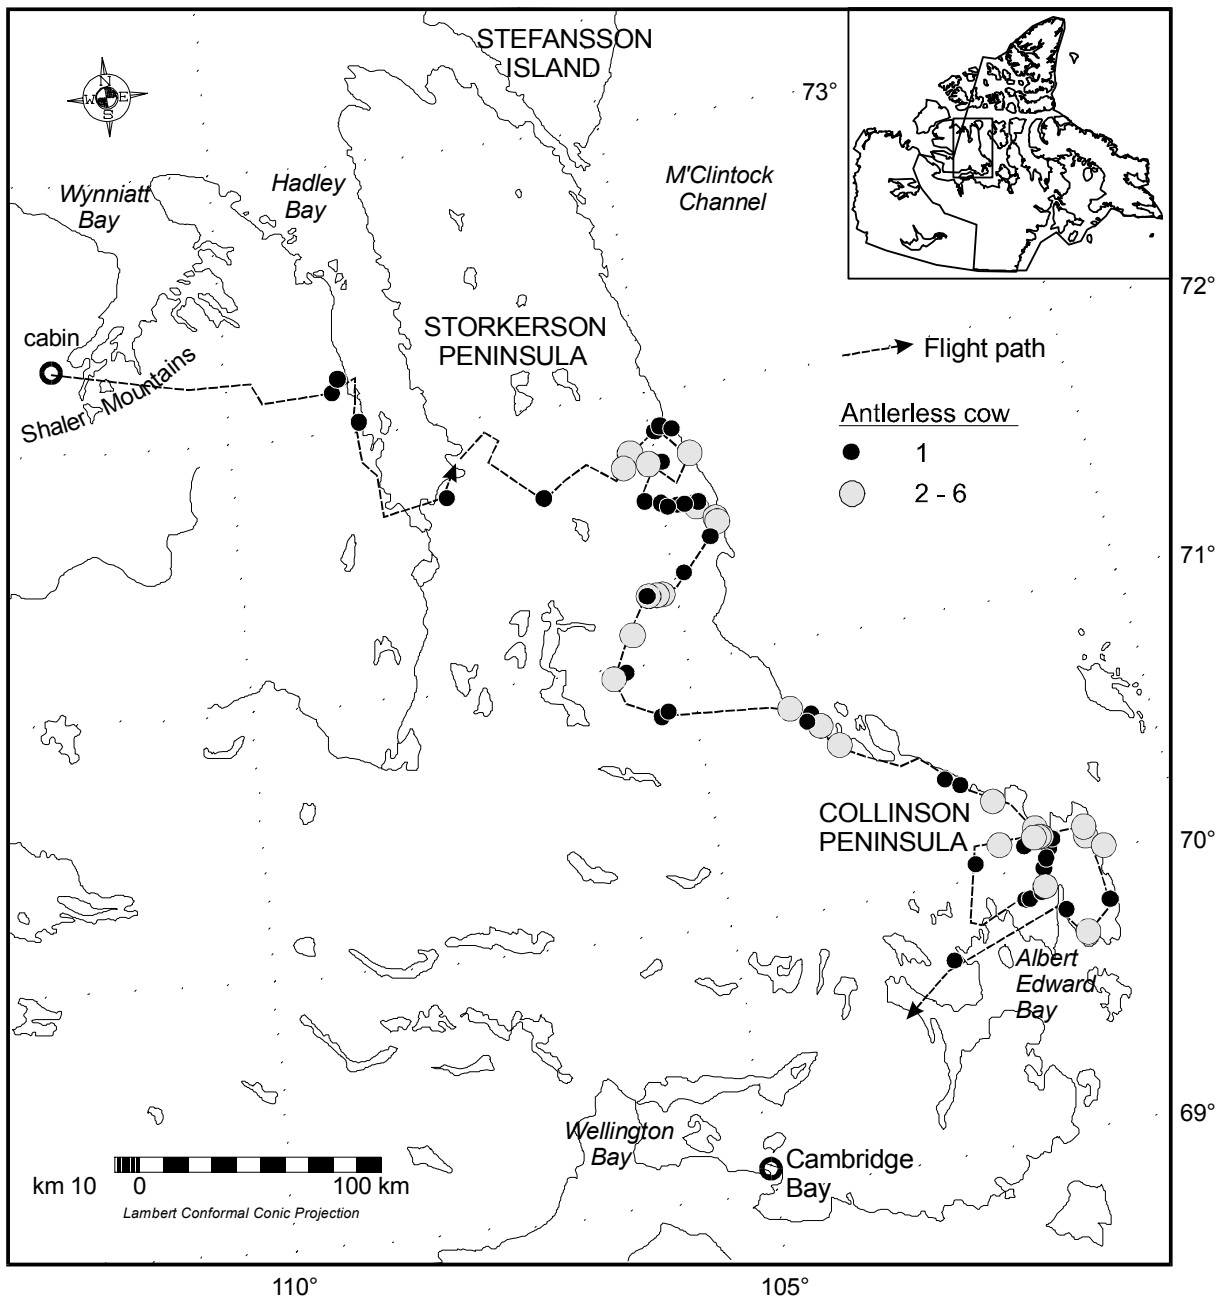 STEFANSSON
ISLAND
73°
N
W E
S
Wynniatt
Bay
Hadley
Bay
M'Clintock
Channel
72°
cabin
STORKERSON
PENINSULA
Flight path
Shaler Mountains
Antlerless cow
1
2 - 6
71°
COLLINSON
PENINSULA
70°
Albert
Edward
Bay
69°
Wellington
Bay
Cambridge
Bay
km 10 0 100 km
Lambert Conformal Conic Projection
110° 105°